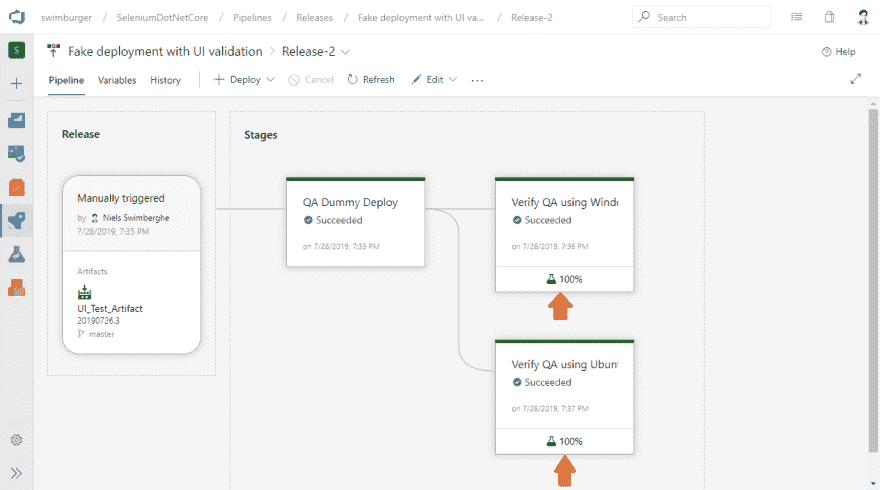 swimburger / SeleniumDotNetCore / Pipelines / Releases / Fake deployment with UI va... / Release-2
Search
S
Fake deployment with UI validation > Release-2
Help
Pipeline Variables History + Deploy Cancel Refresh Edit ...
Release
Stages
Manually triggered
by Niels Swimberghe
7/28/2019, 7:35 PM
Artifacts
UI_Test_Artifact
20190726.3
master
QA Dummy Deploy
Succeeded
on 7/28/2019, 7:35 PM
Verify QA using Windo
Succeeded
on 7/28/2019, 7:36 PM
100%
Verify QA using Ubun
Succeeded
on 7/28/2019, 7:37 PM
100%